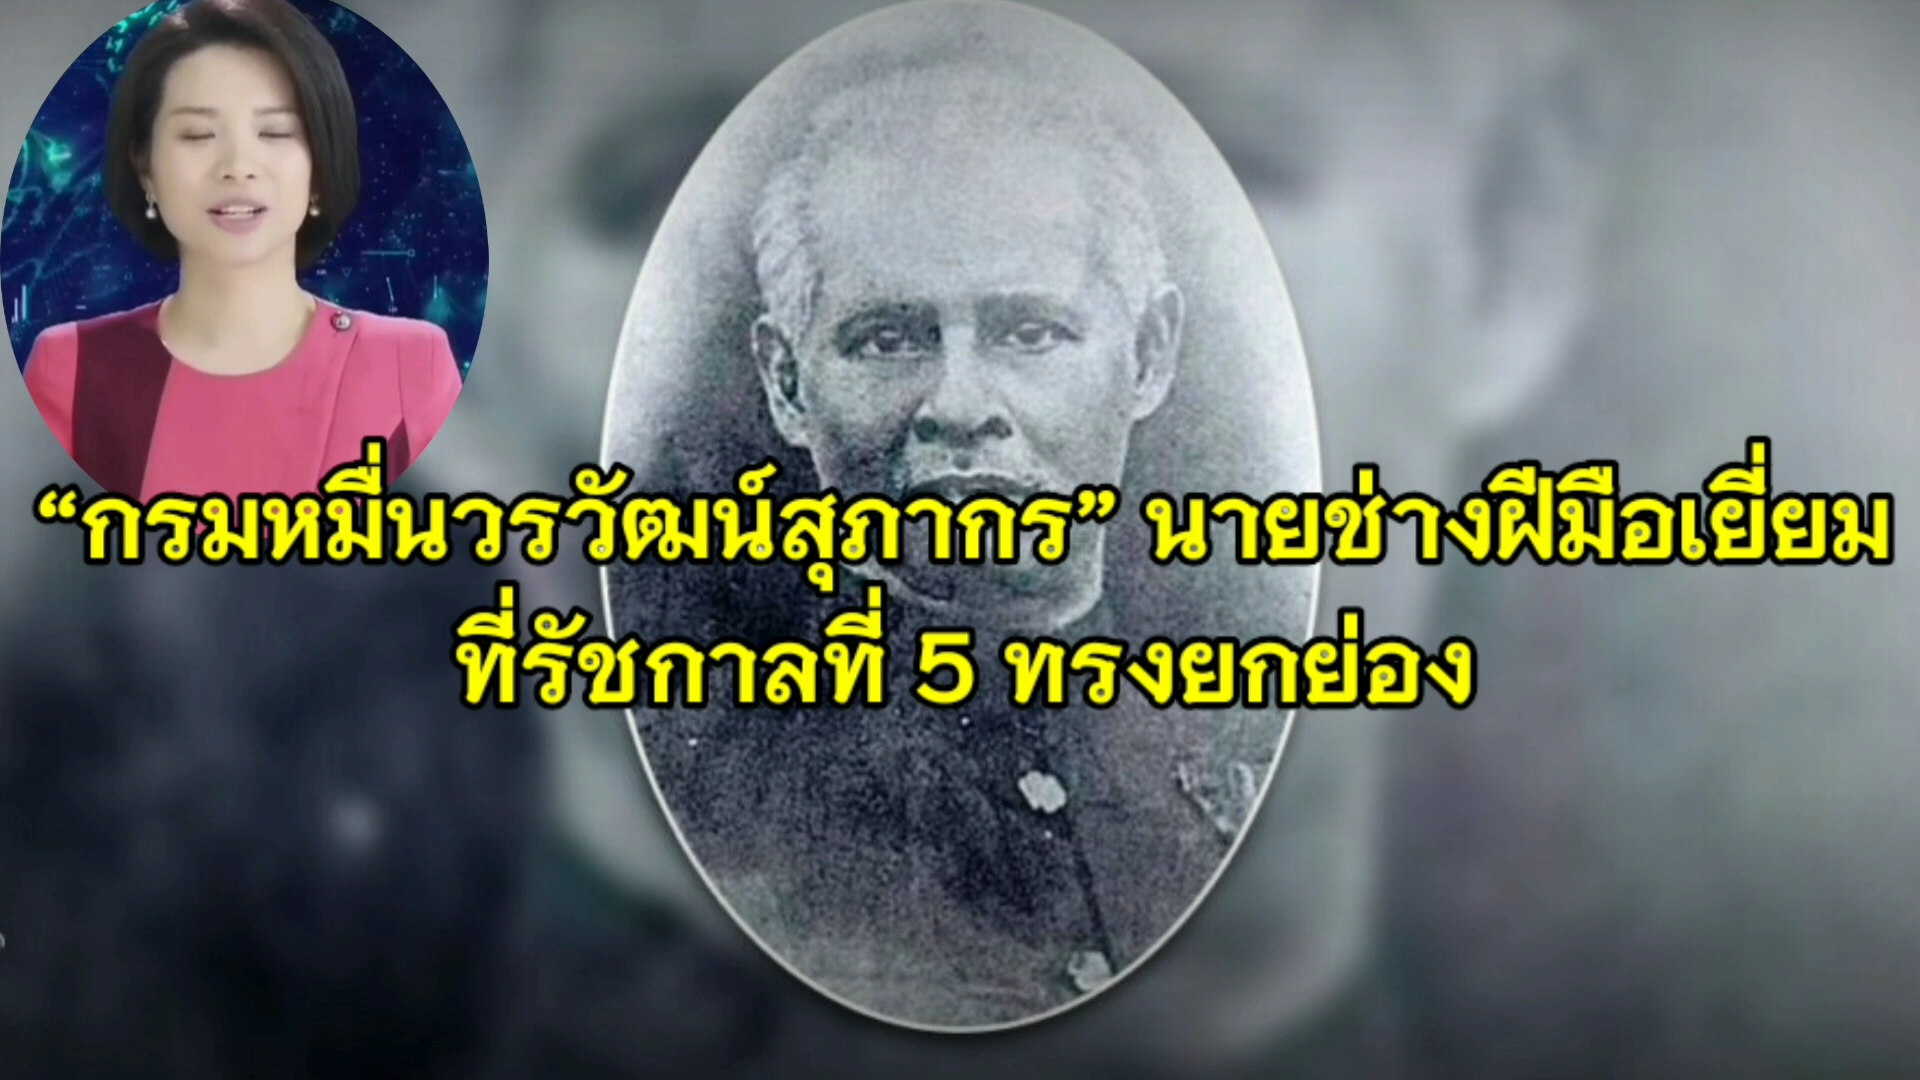 “กรมหมื่นวรวัฒน์สุภากร” นายช่างฝีมือเยี่ยม
ที่รัชกาลที่ 5 ทรงยกย่อง